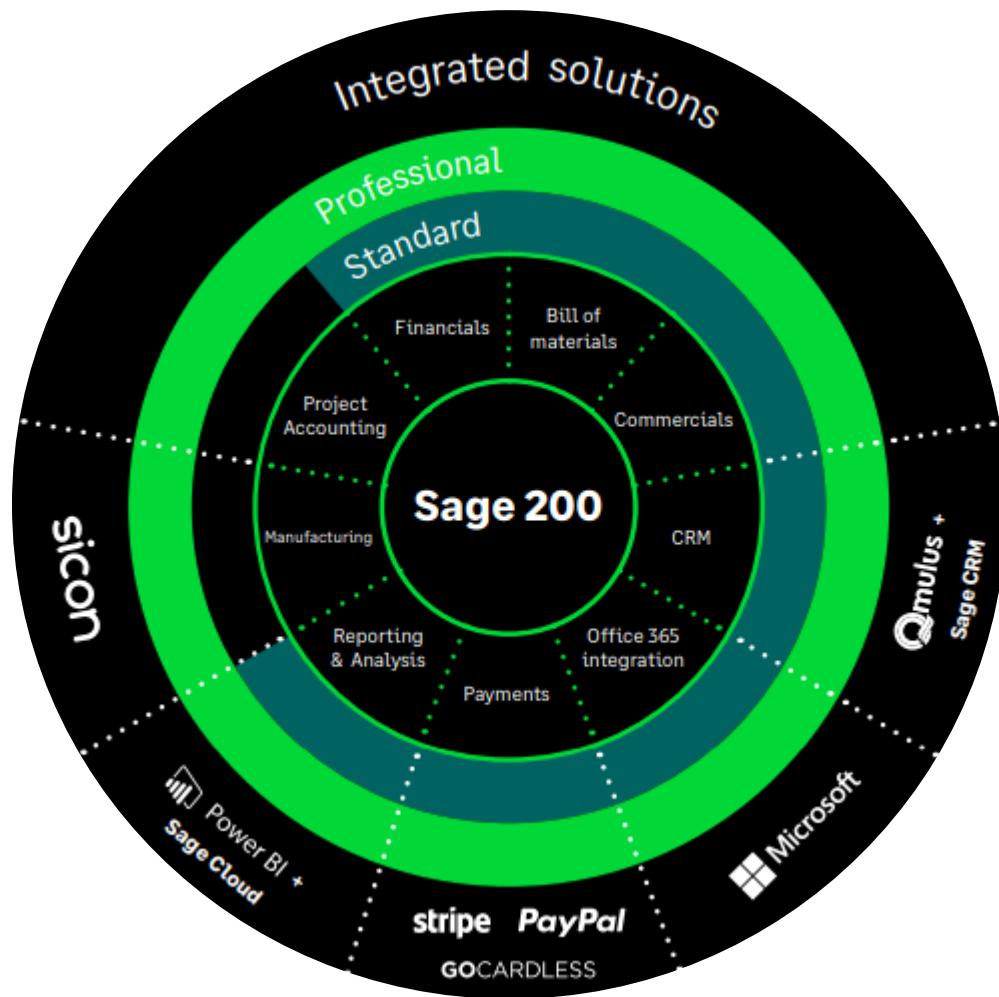 Integrated solutions
Professional
Standard
Financials
Bill of
materials
Project
Accounting
Commercials
Sage 200
Manufacturing
CRM
Reporting
& Analysis
Payments
Office 365
integration
sicon
Qmulus +
Sage CRM
Power BI +
Sage Cloud
Microsoft
stripe PayPal
GOCARDLESS